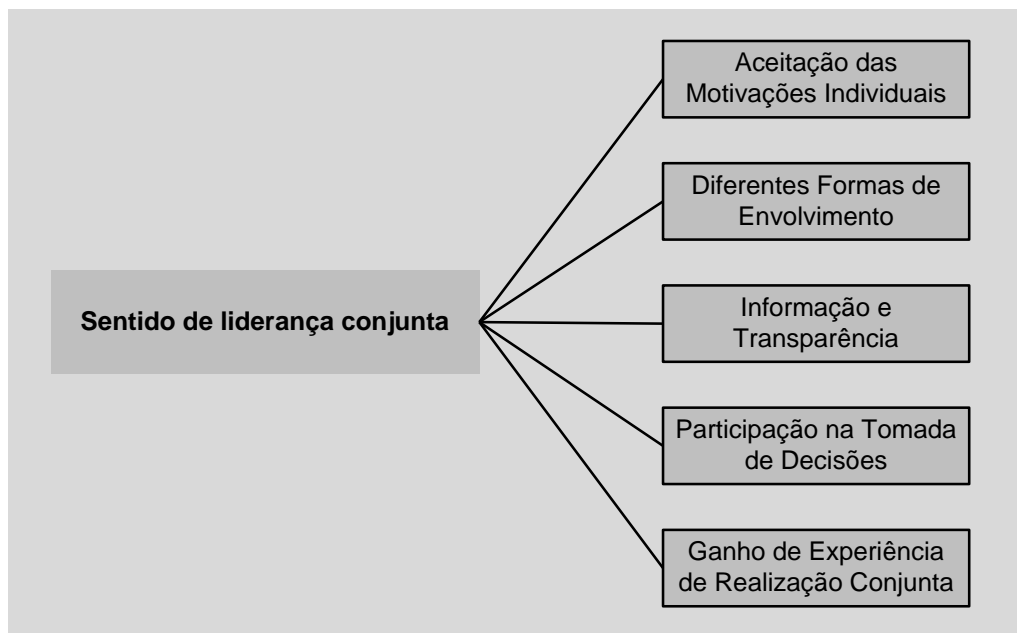 Sentido de liderança conjunta
Aceitação das
Motivações Individuais
Diferentes Formas de
Envolvimento
Informação e
Transparência
Participação na Tomada
de Decisões
Ganho de Experiência
de Realização Conjunta